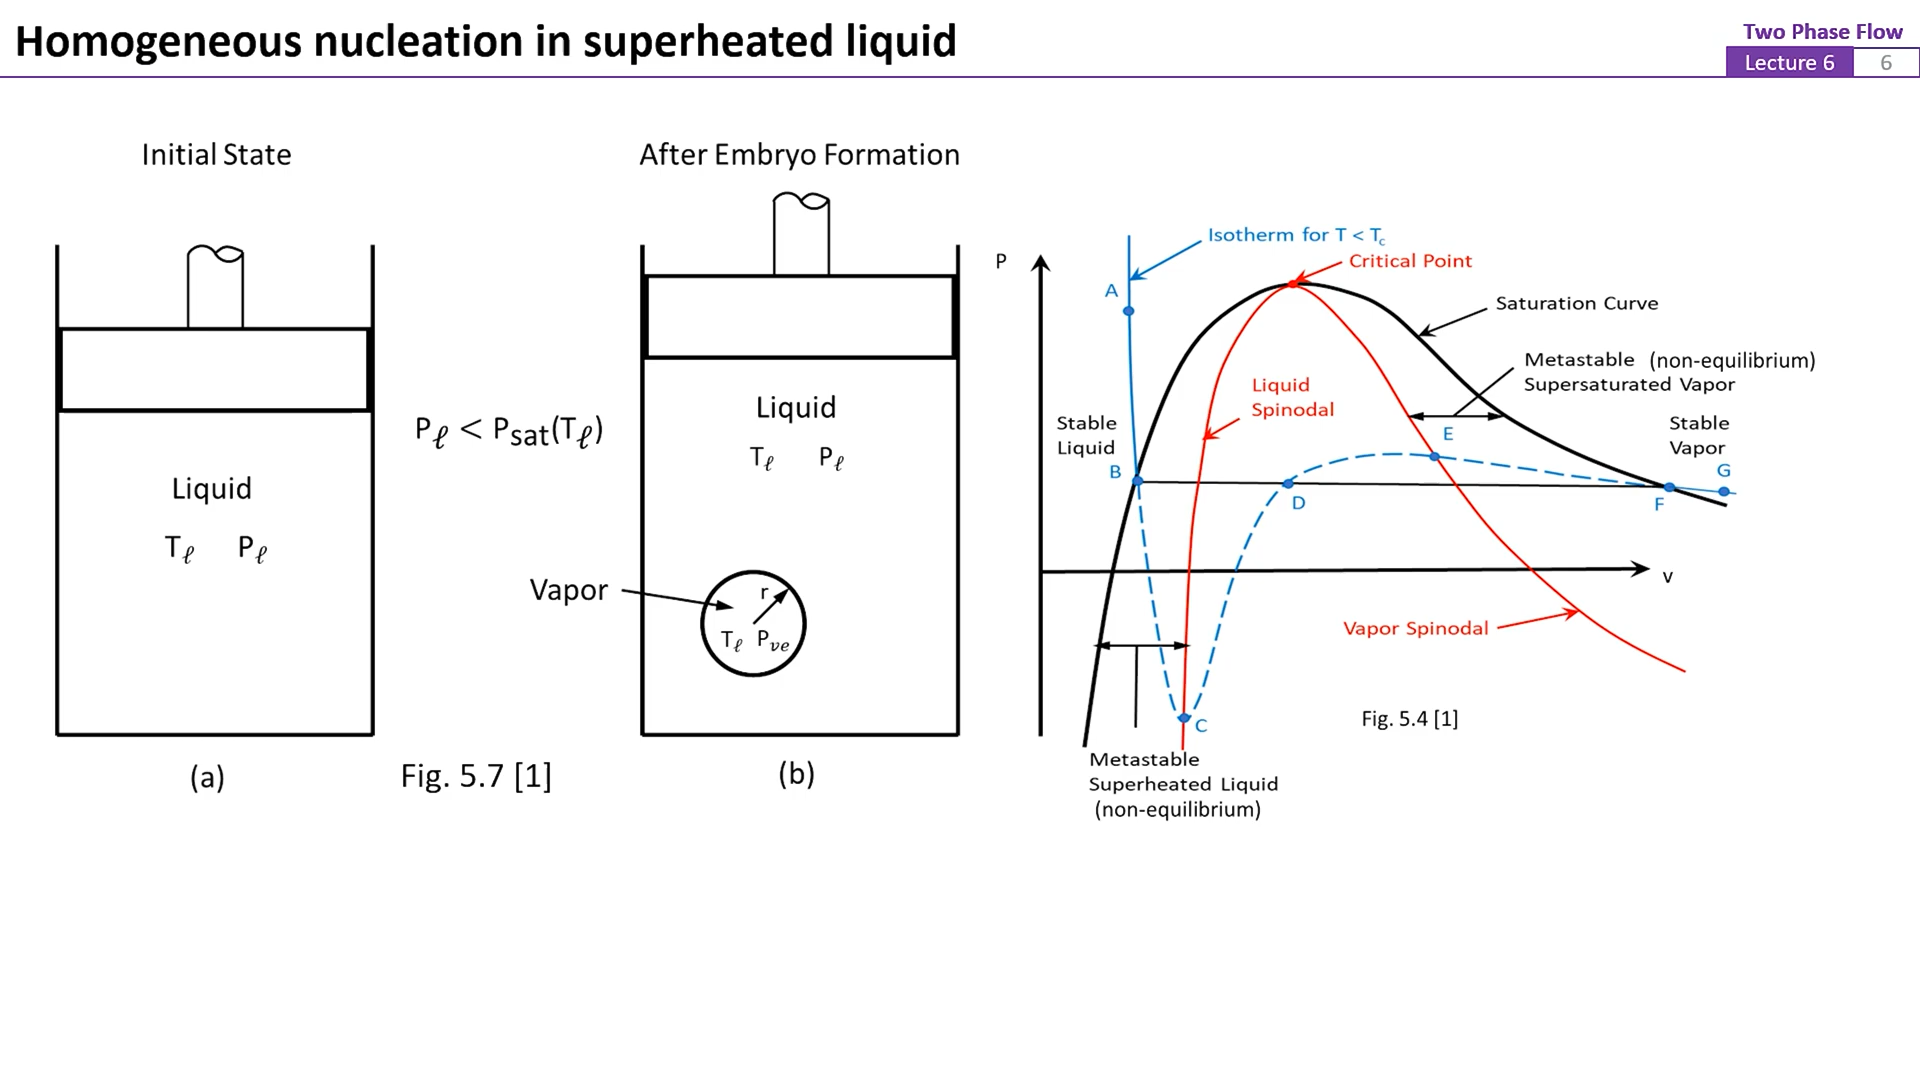 Homogeneous nucleation in superheated liquid
Two Phase Flow
Lecture 6
6
Initial State
Liquid
Tℓ Pℓ
(a)
Pℓ < Psat(Tℓ)
Fig. 5.7 [1]
After Embryo Formation
Liquid
Tℓ Pℓ
Vapor
r
Tℓ Pve
(b)
P
Isotherm for T < Tc
Critical Point
A
Saturation Curve
Metastable (non-equilibrium)
Supersaturated Vapor
Liquid
Spinodal
Stable
Liquid
Stable
Vapor
E
B
G
D
F
v
Vapor Spinodal
C
Fig. 5.4 [1]
Metastable
Superheated Liquid
(non-equilibrium)